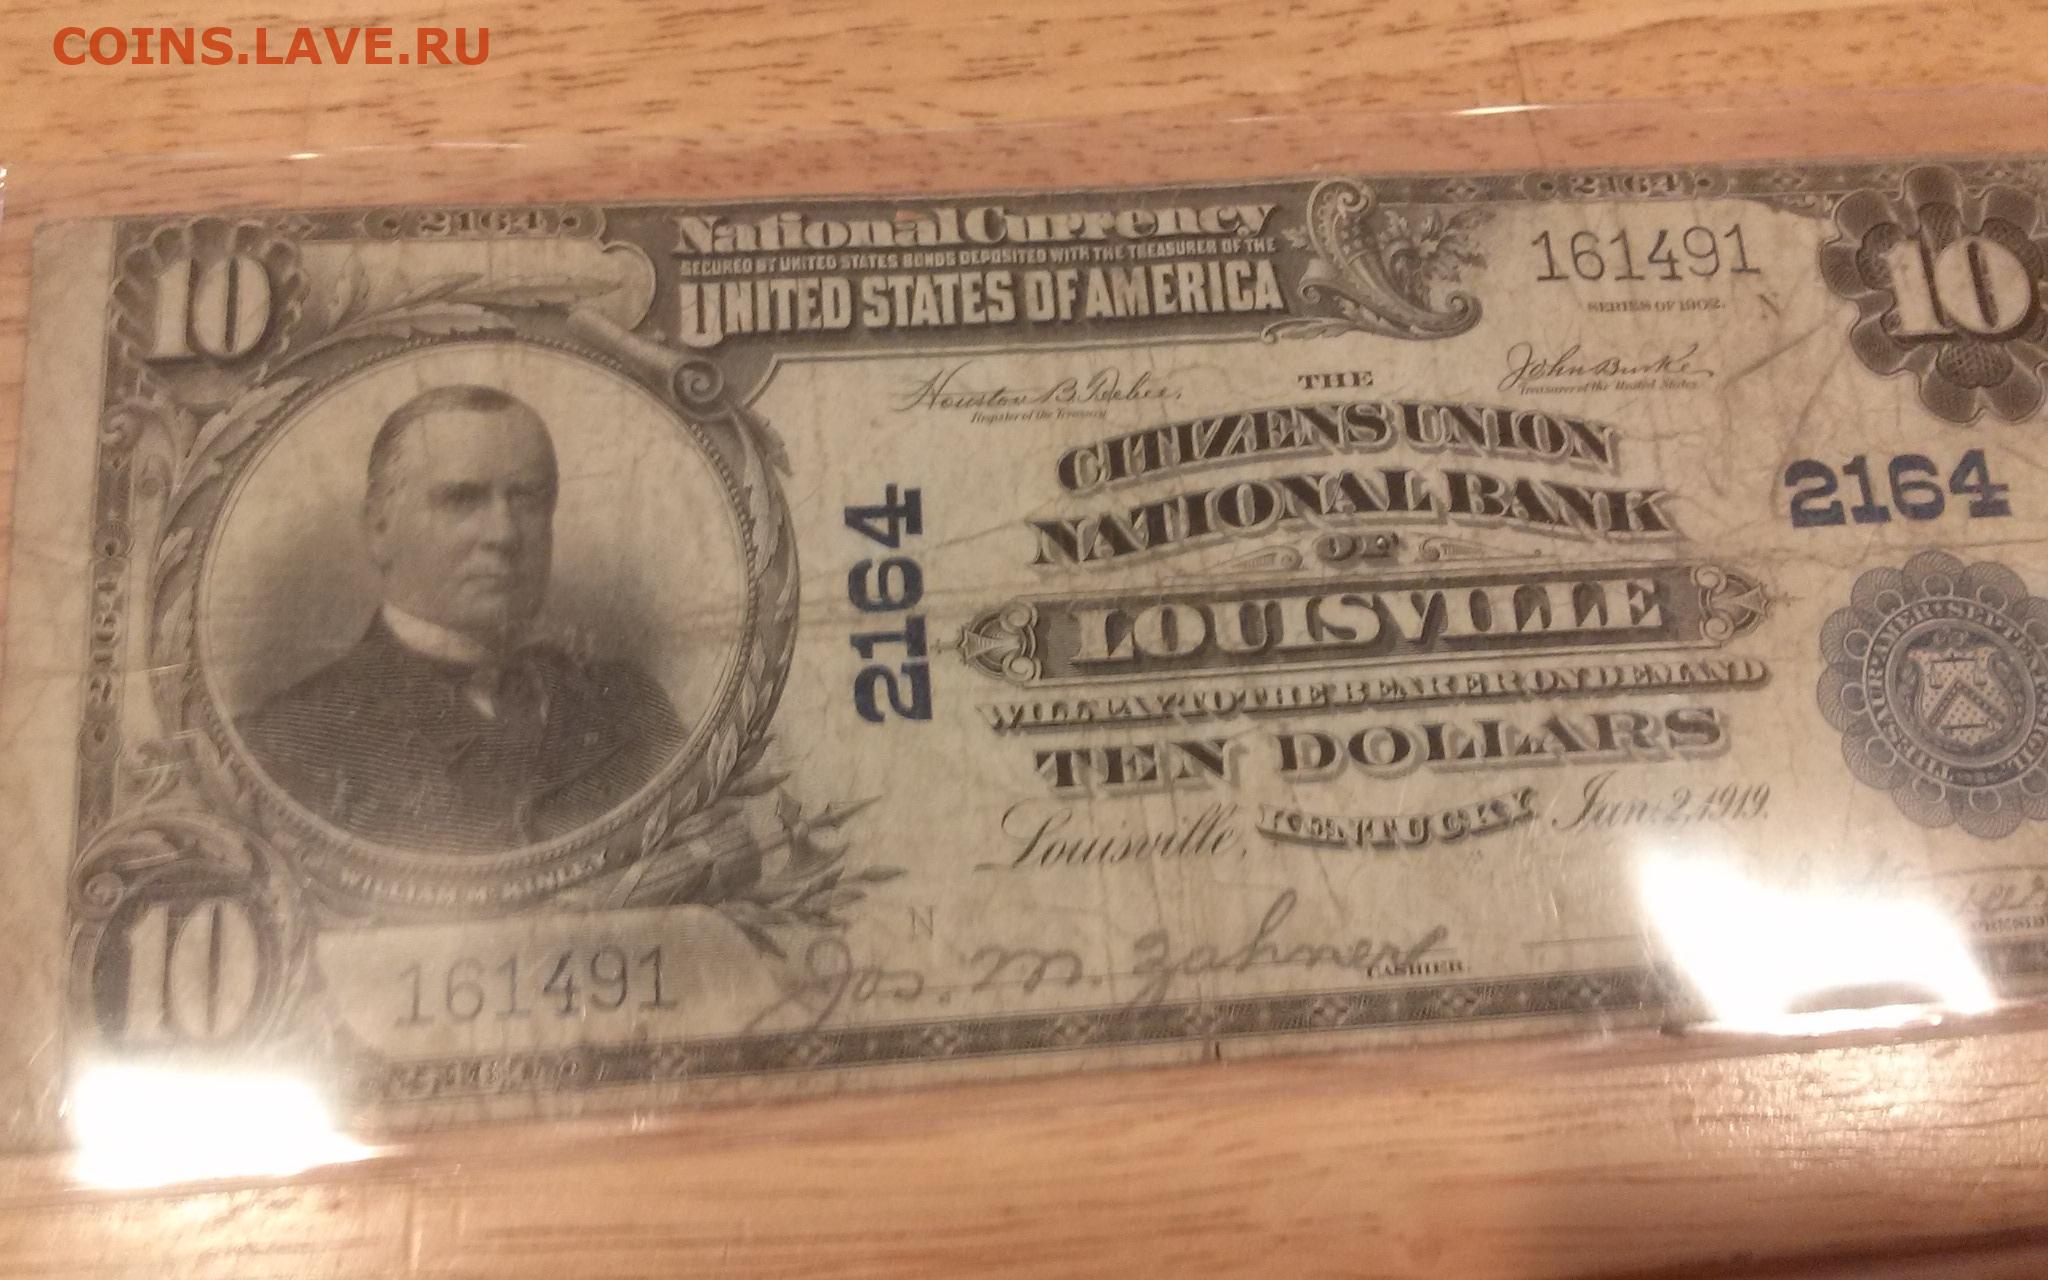 COINS.LAVE.RU
2164
2164
10
National Currency
SECURED BY UNITED STATES BONDS DEPOSITED WITH THE TREASURER OF THE
UNITED STATES OF AMERICA
161491
SERIES OF 1902.
10
Houston B. Teehee,
Register of the Treasury
THE
John Burke
Treasurer of the United States
CITIZENS UNION
NATIONAL BANK
OF
LOUISVILLE
WILL PAY TO THE BEARER ON DEMAND
TEN DOLLARS
Louisville, KENTUCKY Jan. 2, 1919.
2164
2164
2164
WILLIAM McKINLEY
10
161491
N
Jos. M. Zahner
CASHIER.